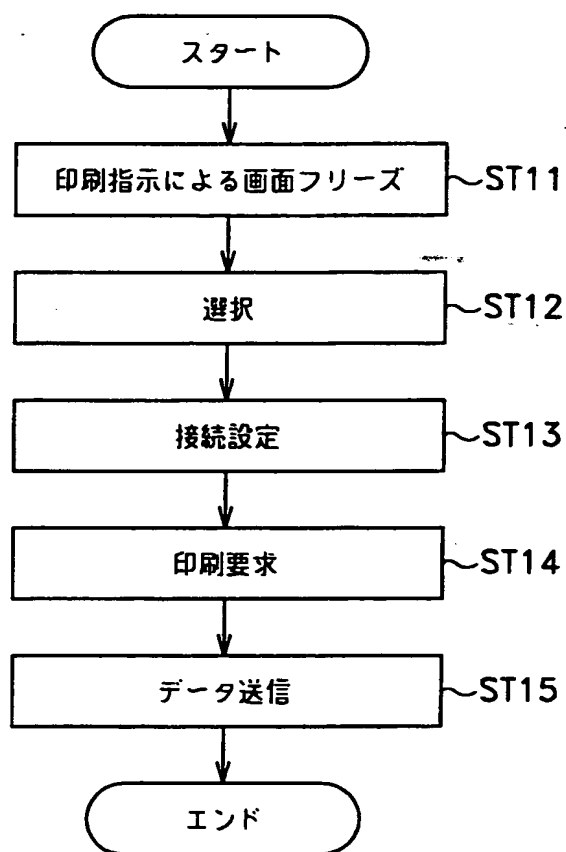 スタート
印刷指示による画面フリーズ ST11
選択 ST12
接続設定 ST13
印刷要求 ST14
データ送信 ST15
エンド